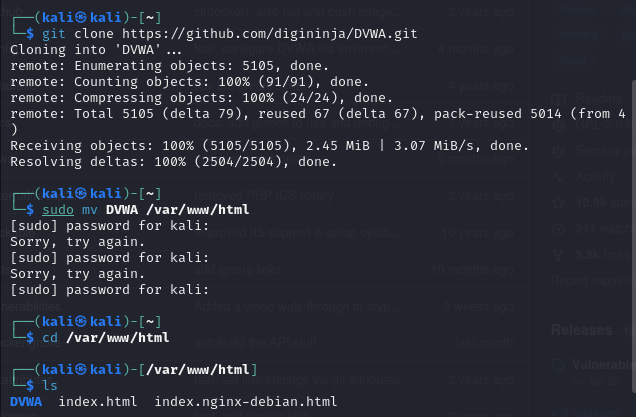 ┌──(kali㉿kali)-[~]
└─$ git clone https://github.com/digininja/DVWA.git
Cloning into 'DVWA'...
remote: Enumerating objects: 5105, done.
remote: Counting objects: 100% (91/91), done.
remote: Compressing objects: 100% (24/24), done.
remote: Total 5105 (delta 79), reused 67 (delta 67), pack-reused 5014 (from 4
)
Receiving objects: 100% (5105/5105), 2.45 MiB | 3.07 MiB/s, done.
Resolving deltas: 100% (2504/2504), done.
┌──(kali㉿kali)-[~]
└─$ sudo mv DVWA /var/www/html
[sudo] password for kali:
Sorry, try again.
[sudo] password for kali:
Sorry, try again.
[sudo] password for kali:
┌──(kali㉿kali)-[~]
└─$ cd /var/www/html
┌──(kali㉿kali)-[/var/www/html]
└─$ ls
DVWA  index.html  index.nginx-debian.html
Releases